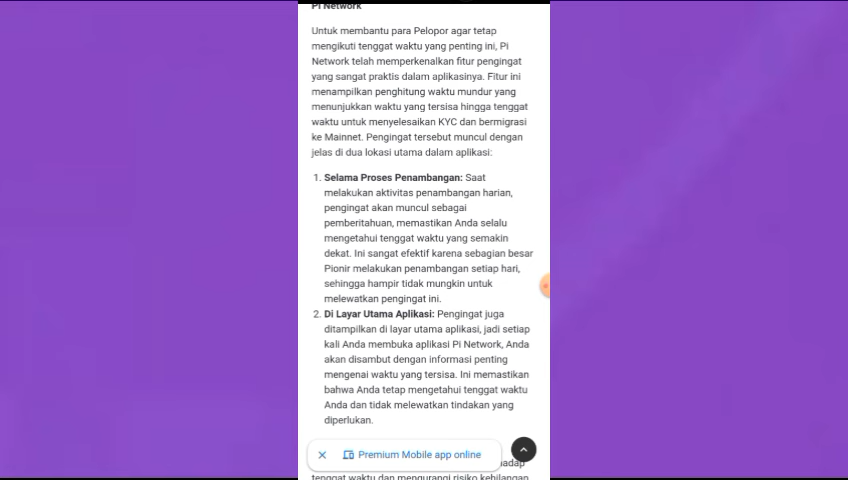 Pi Network
Untuk membantu para Pelopor agar tetap
mengikuti tenggat waktu yang penting ini, Pi
Network telah memperkenalkan fitur pengingat
yang sangat praktis dalam aplikasinya. Fitur ini
menampilkan penghitung waktu mundur yang
menunjukkan waktu yang tersisa hingga tenggat
waktu untuk menyelesaikan KYC dan bermigrasi
ke Mainnet. Pengingat tersebut muncul dengan
jelas di dua lokasi utama dalam aplikasi:
1. Selama Proses Penambangan: Saat
melakukan aktivitas penambangan harian,
pengingat akan muncul sebagai
pemberitahuan, memastikan Anda selalu
mengetahui tenggat waktu yang semakin
dekat. Ini sangat efektif karena sebagian besar
Pionir melakukan penambangan setiap hari,
sehingga hampir tidak mungkin untuk
melewatkan pengingat ini.
2. Di Layar Utama Aplikasi: Pengingat juga
ditampilkan di layar utama aplikasi, jadi setiap
kali Anda membuka aplikasi Pi Network, Anda
akan disambut dengan informasi penting
mengenai waktu yang tersisa. Ini memastikan
bahwa Anda tetap mengetahui tenggat waktu
Anda dan tidak melewatkan tindakan yang
diperlukan.
Premium Mobile app online
tenggat waktu dan mengurangi risiko kehilangan